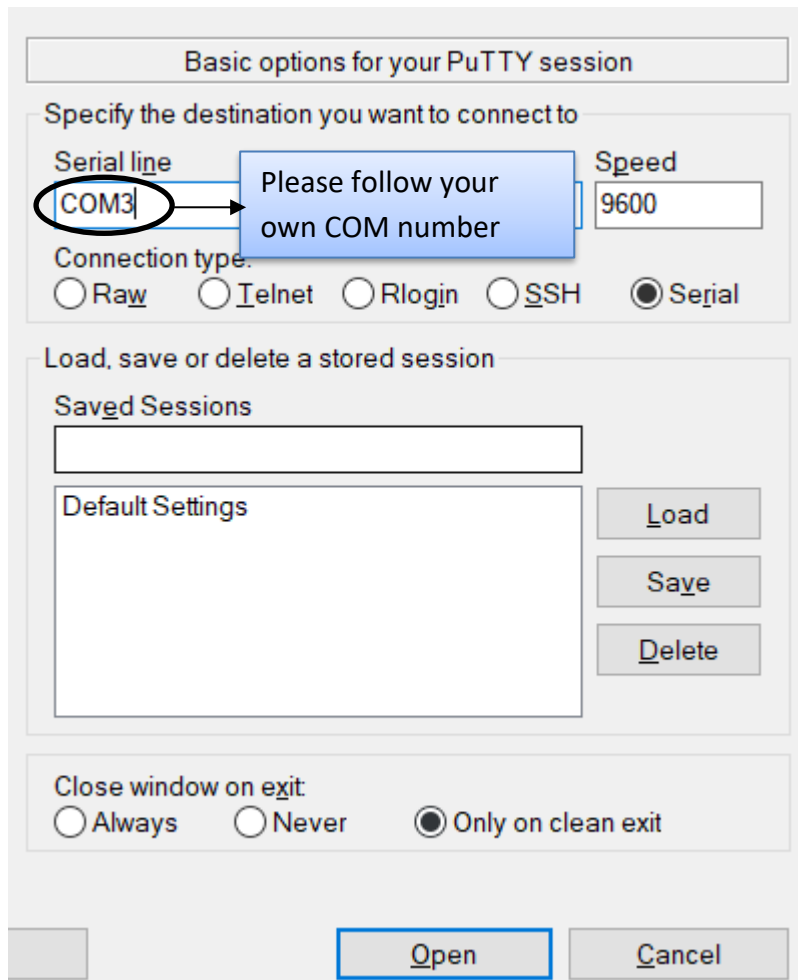 Basic options for your PuTTY session
Specify the destination you want to connect to
Serial line
Speed
COM3
Please follow your
own COM number
9600
Connection type:
Raw Telnet Rlogin SSH Serial
Load, save or delete a stored session
Saved Sessions
Default Settings
Load
Save
Delete
Close window on exit:
Always Never Only on clean exit
Open Cancel